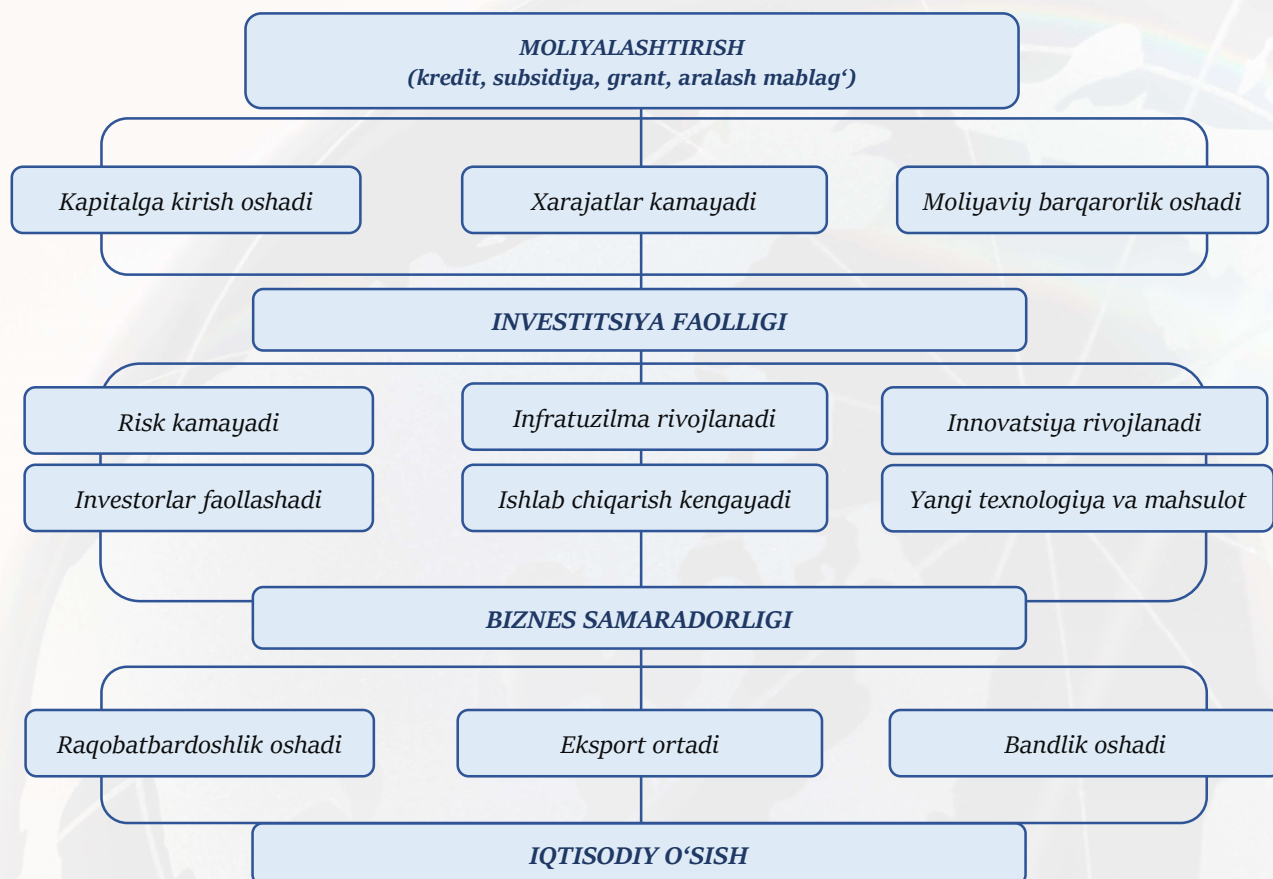 MOLIYALASHTIRISH
(kredit, subsidiya, grant, aralash mablag‘)
Kapitalga kirish oshadi
Xarajatlar kamayadi
Moliyaviy barqarorlik oshadi
INVESTITSIYA FAOLLIGI
Risk kamayadi
Infratuzilma rivojlanadi
Innovatsiya rivojlanadi
Investorlar faollashadi
Ishlab chiqarish kengayadi
Yangi texnologiya va mahsulot
BIZNES SAMARADORLIGI
Raqobatbardoshlik oshadi
Eksport ortadi
Bandlik oshadi
IQTISODIY O‘SISH